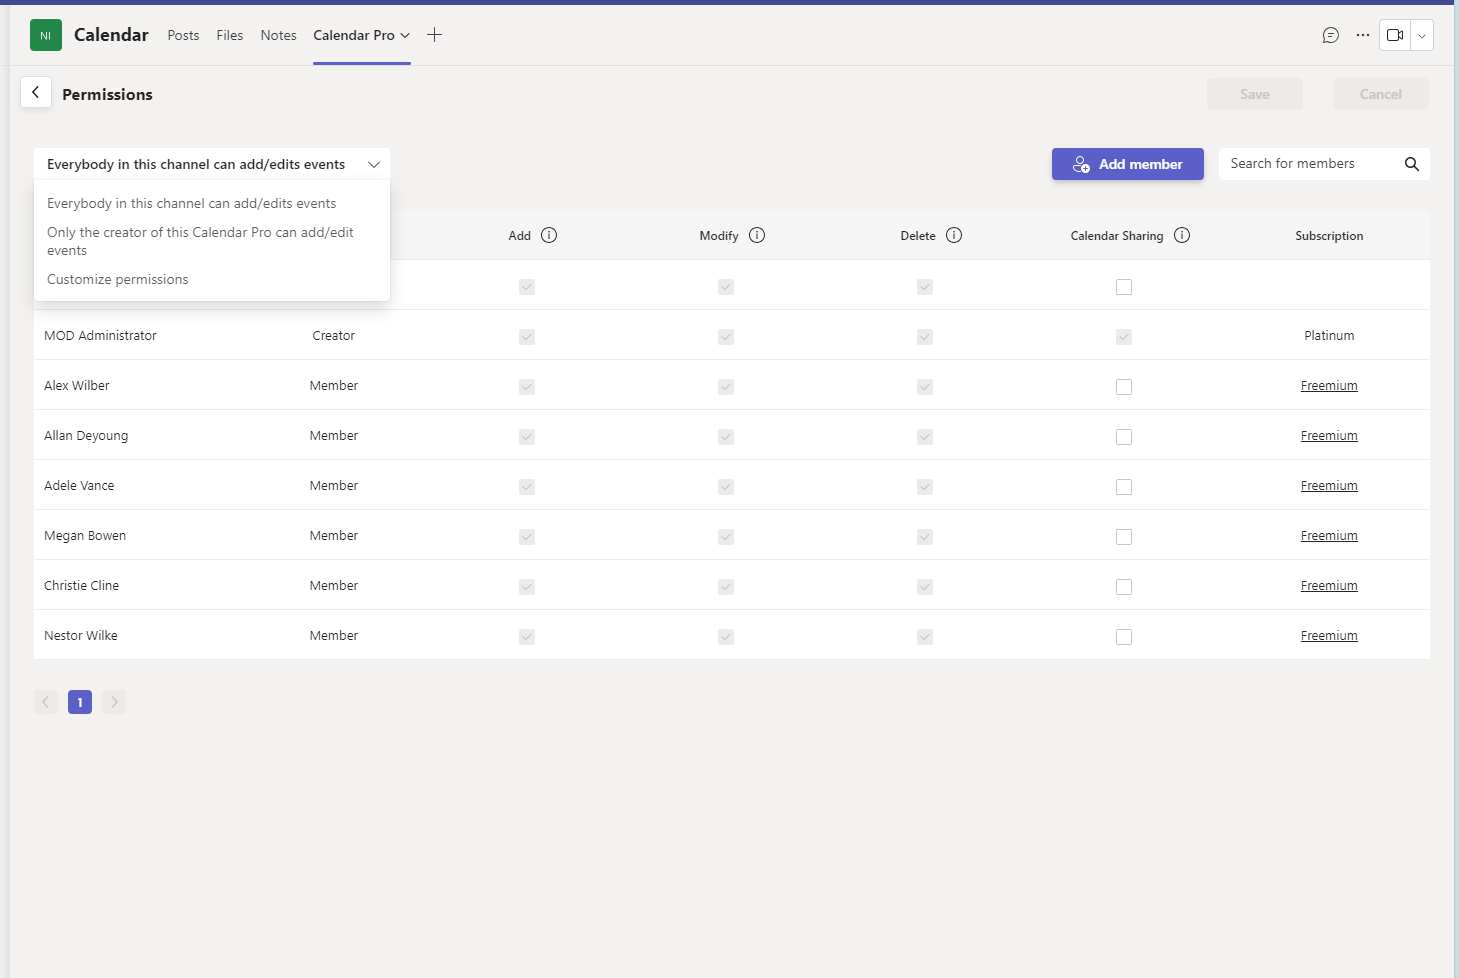 NI Calendar Posts Files Notes Calendar Pro
Permissions Save Cancel
Everybody in this channel can add/edits events Add member Search for members
Everybody in this channel can add/edits events
Only the creator of this Calendar Pro can add/edit
events
Customize permissions
Add Modify Delete Calendar Sharing Subscription
MOD Administrator Creator Platinum
Alex Wilber Member Freemium
Allan Deyoung Member Freemium
Adele Vance Member Freemium
Megan Bowen Member Freemium
Christie Cline Member Freemium
Nestor Wilke Member Freemium
1